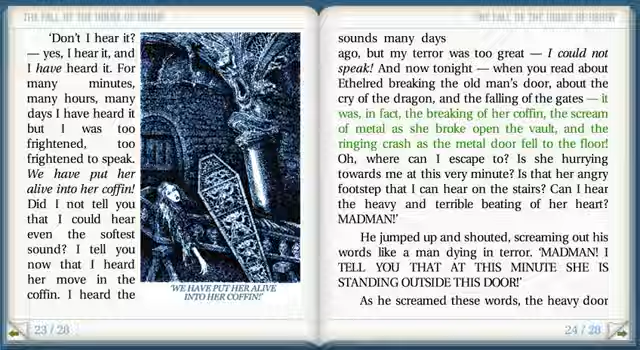 THE FALL OF THE HOUSE OF USHER
THE FALL OF THE HOUSE OF USHER
‘Don’t I hear it?
— yes, I hear it, and
I have heard it. For
many minutes,
many hours, many
days I have heard it
but I was too
frightened, too
frightened to speak.
We have put her
alive into her coffin!
Did I not tell you
that I could hear
even the softest
sound? I tell you
now that I heard
her move in the
coffin. I heard the
‘WE HAVE PUT HER ALIVE
INTO HER COFFIN!’
23 / 28
sounds many days
ago, but my terror was too great — I could not
speak! And now tonight — when you read about
Ethelred breaking the old man’s door, about the
cry of the dragon, and the falling of the gates — it
was, in fact, the breaking of her coffin, the scream
of metal as she broke open the vault, and the
ringing crash as the metal door fell to the floor!
Oh, where can I escape to? Is she hurrying
towards me at this very minute? Is that her angry
footstep that I can hear on the stairs? Can I hear
the heavy and terrible beating of her heart?
MADMAN!’
He jumped up and shouted, screaming out his
words like a man dying in terror. ‘MADMAN! I
TELL YOU THAT AT THIS MINUTE SHE IS
STANDING OUTSIDE THIS DOOR!’
As he screamed these words, the heavy door
24 / 28